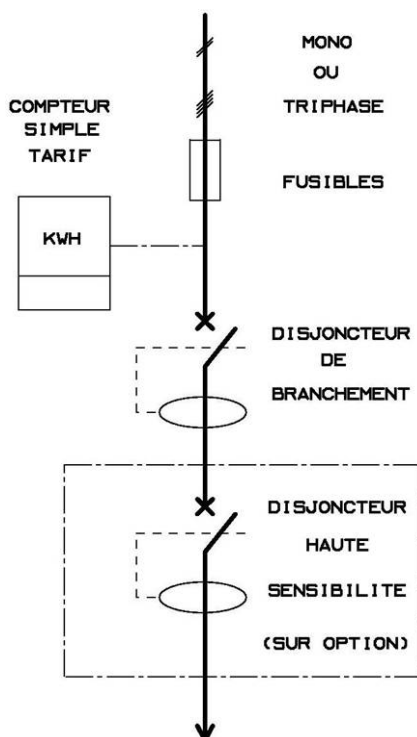 MONO
OU
TRIPHASE
COMPTEUR
SIMPLE
TARIF
FUSIBLES
KWH
DISJONCTEUR
DE
BRANCHEMENT
DISJONCTEUR
HAUTE
SENSIBILITE
(SUR OPTION)